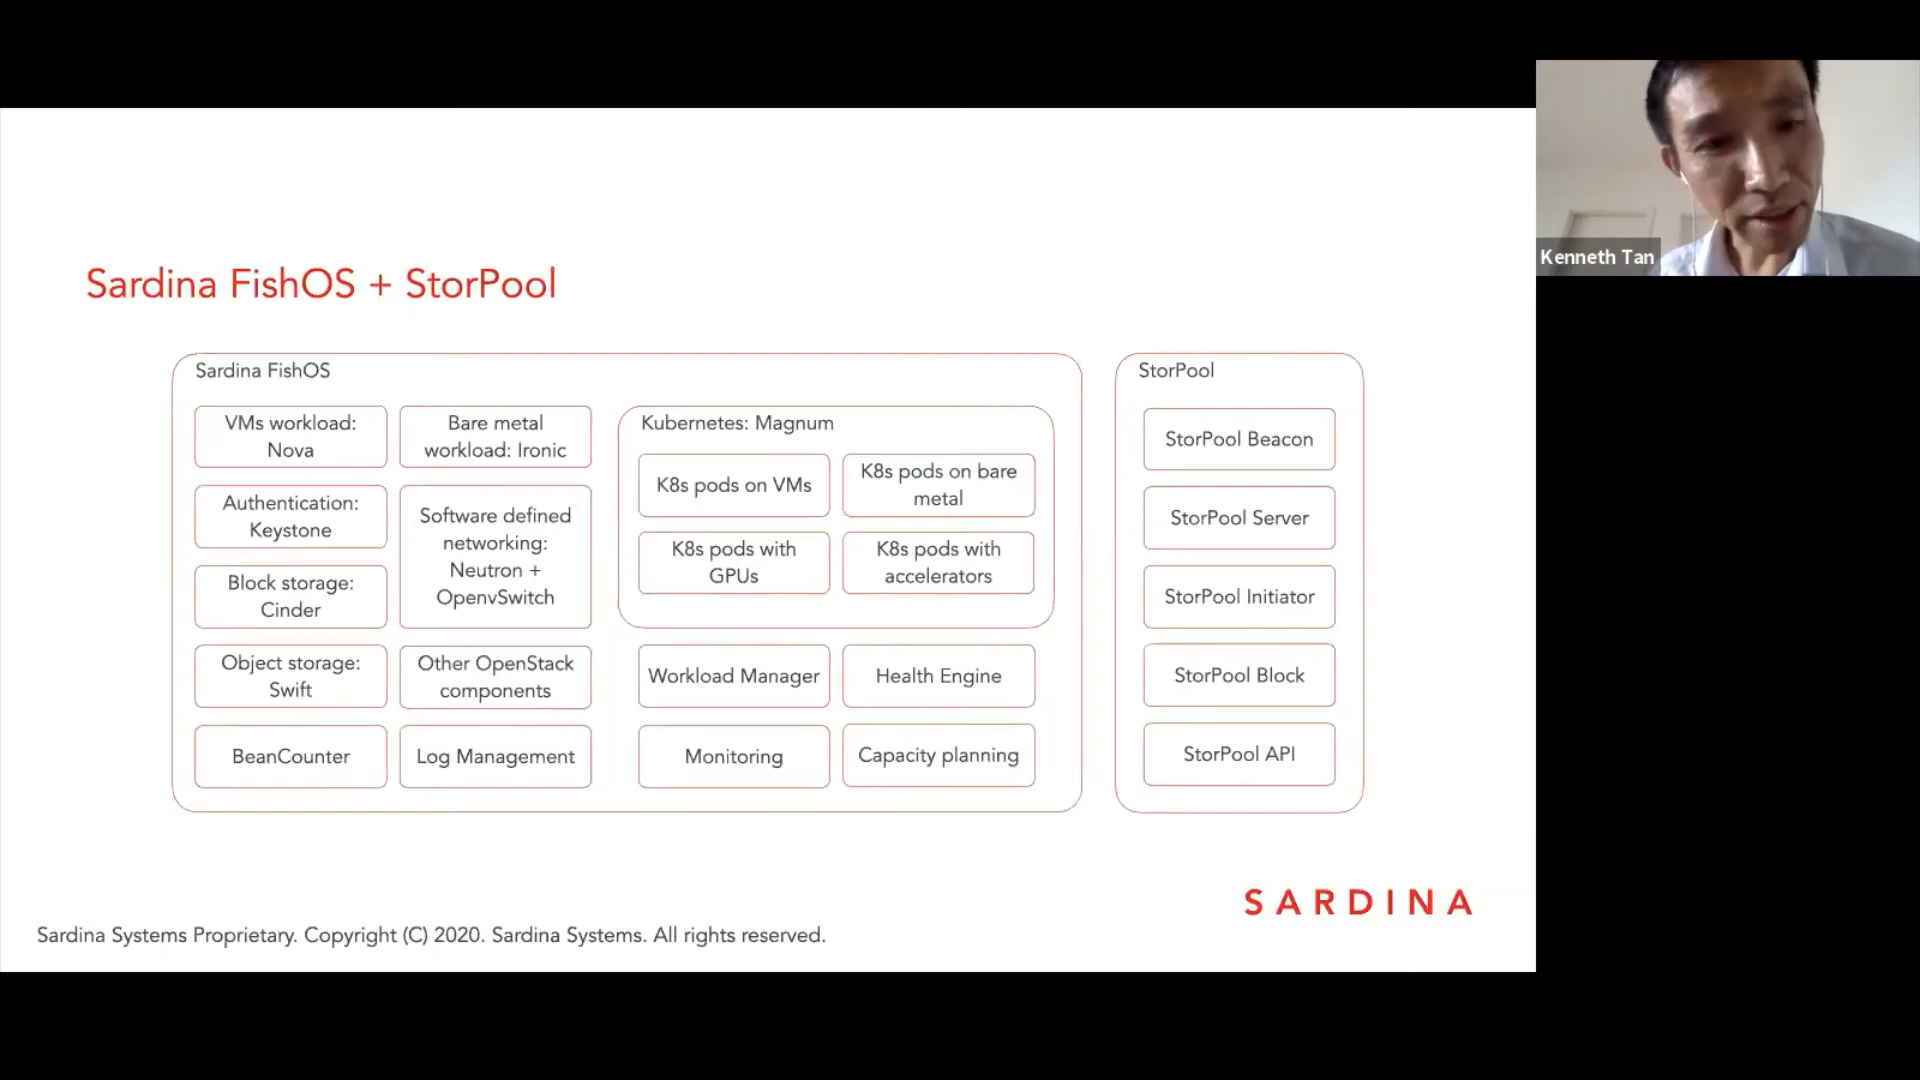 Kenneth Tan
Sardina FishOS + StorPool
Sardina FishOS
VMs workload:
Nova
Bare metal
workload: Ironic
Authentication:
Keystone
Software defined
networking:
Neutron +
OpenvSwitch
Block storage:
Cinder
Object storage:
Swift
Other OpenStack
components
BeanCounter
Log Management
Kubernetes: Magnum
K8s pods on VMs
K8s pods on bare
metal
K8s pods with
GPUs
K8s pods with
accelerators
Workload Manager
Health Engine
Monitoring
Capacity planning
StorPool
StorPool Beacon
StorPool Server
StorPool Initiator
StorPool Block
StorPool API
SARDINA
Sardina Systems Proprietary. Copyright (C) 2020. Sardina Systems. All rights reserved.